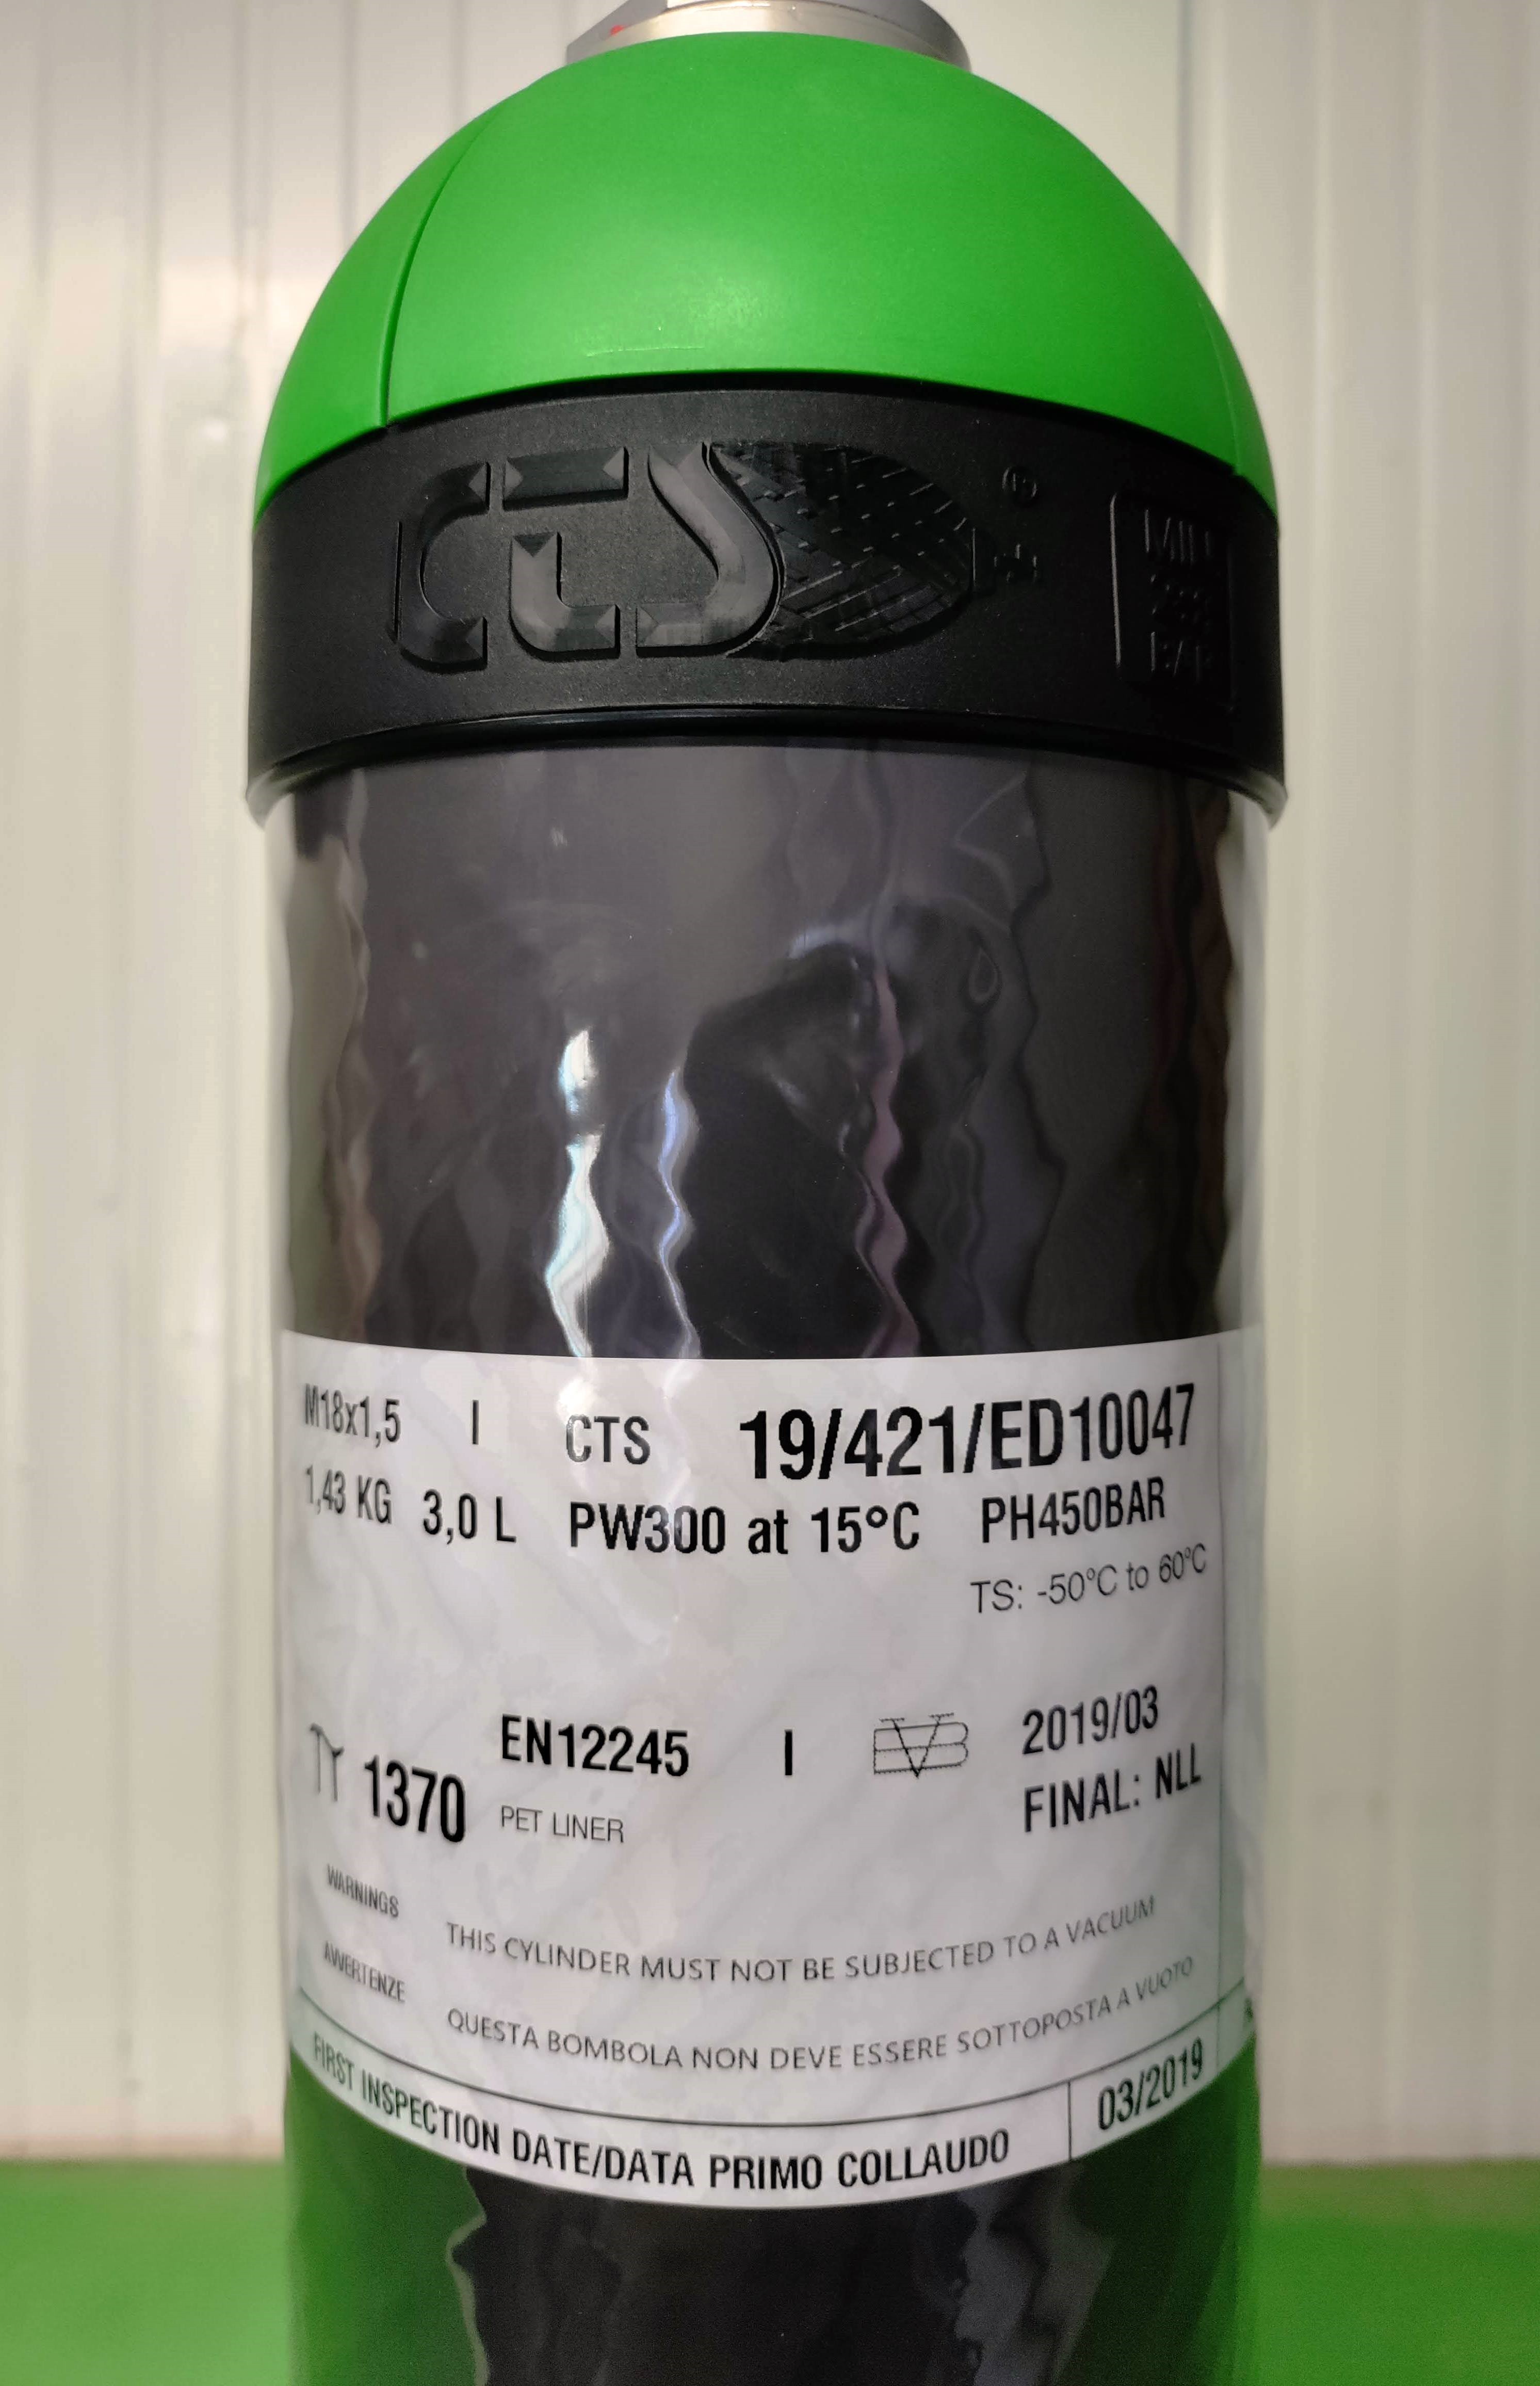 CTS
®
M18x1,5 I CTS 19/421/ED10047
1,43 KG 3,0 L PW300 at 15°C PH450BAR
TS: -50°C to 60°C
1370 EN12245 I 2019/03
PET LINER FINAL: NLL
WARNINGS THIS CYLINDER MUST NOT BE SUBJECTED TO A VACUUM
AWERTENZE QUESTA BOMBOLA NON DEVE ESSERE SOTTOPOSTA A VUOTO
FIRST INSPECTION DATE/DATA PRIMO COLLAUDO 03/2019